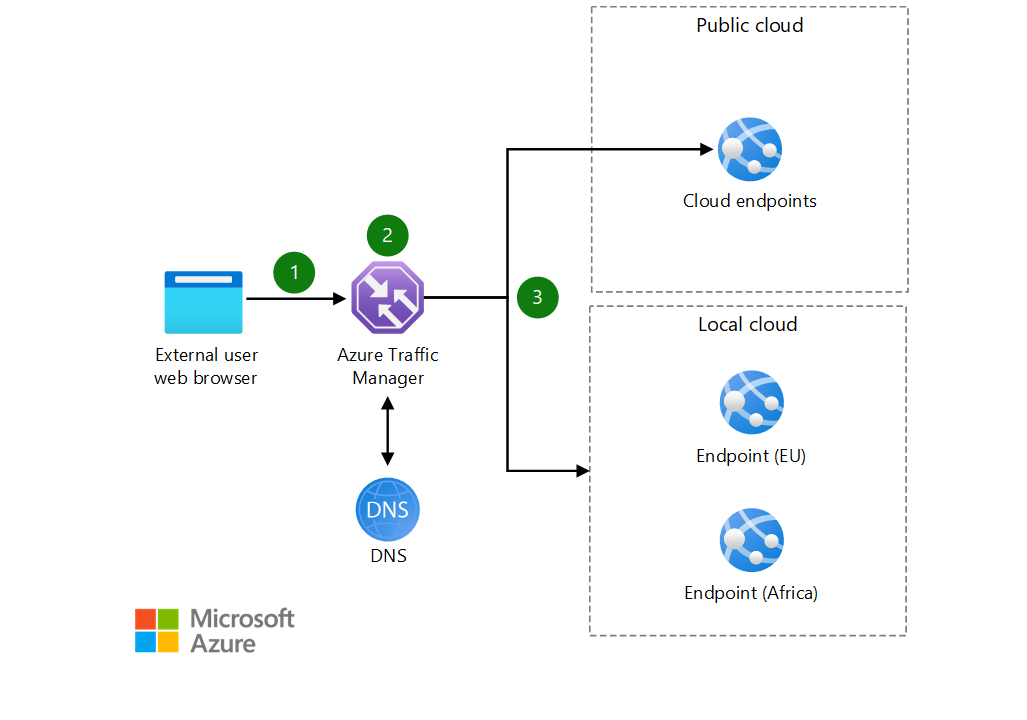 Public cloud
Cloud endpoints
2
1
3
External user
web browser
Azure Traffic
Manager
Local cloud
Endpoint (EU)
DNS
DNS
Endpoint (Africa)
Microsoft
Azure